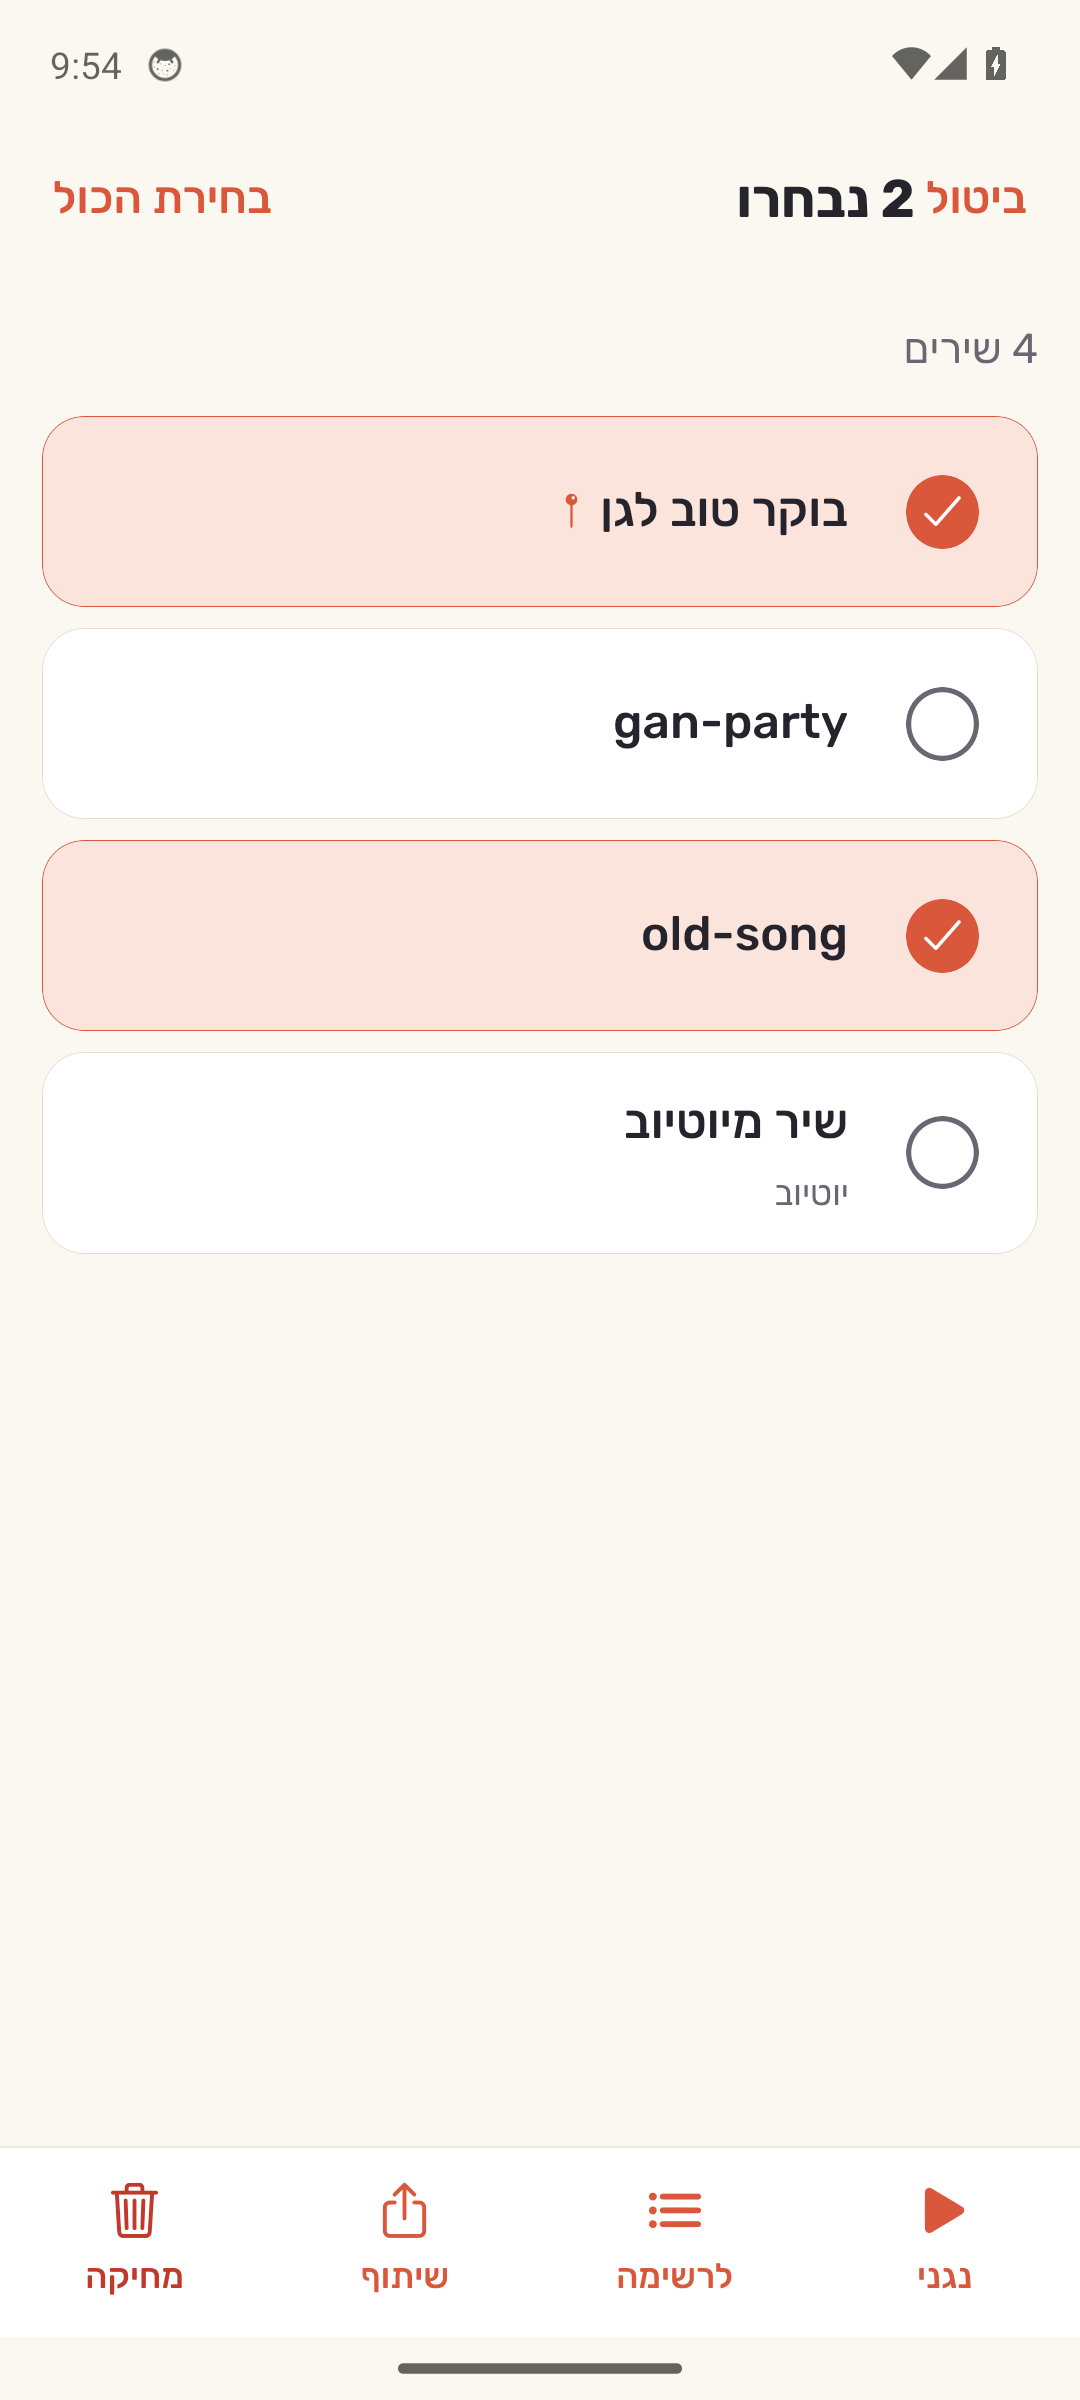 9:54
ביטול 2 נבחרו בחירת הכול
4 שירים
בוקר טוב לגן
gan-party
old-song
שיר מיוטיוב
יוטיוב
נגני לרשימה שיתוף מחיקה